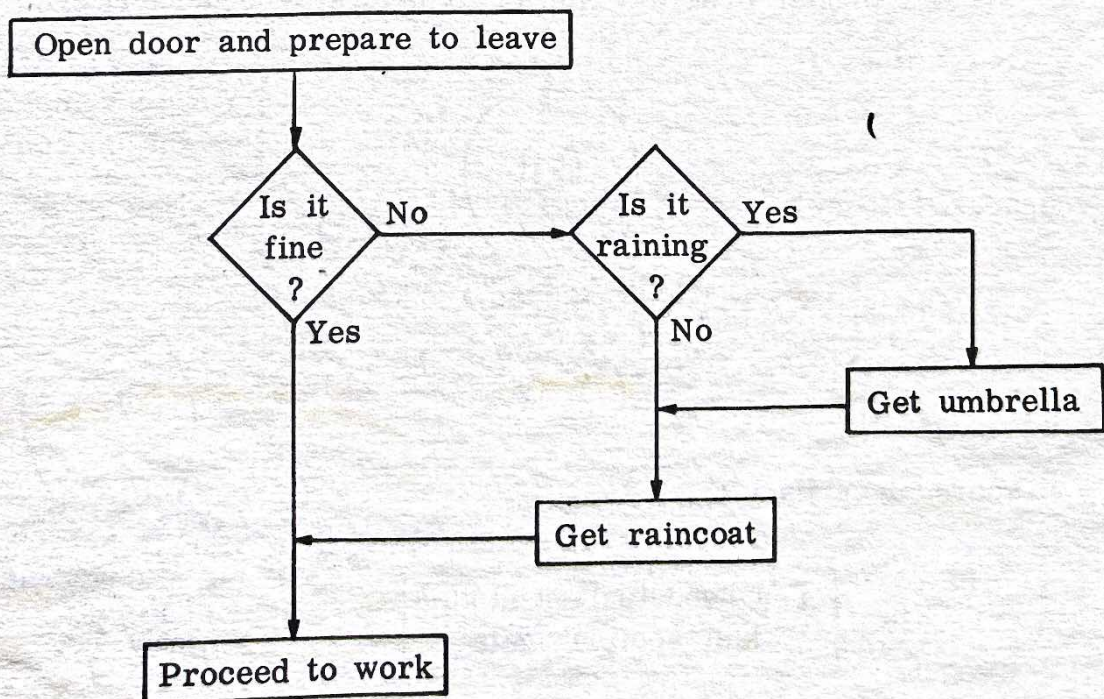 Open door and prepare to leave
Is it
fine
?
No
Yes
Is it
raining
?
Yes
No
Get umbrella
Get raincoat
Proceed to work